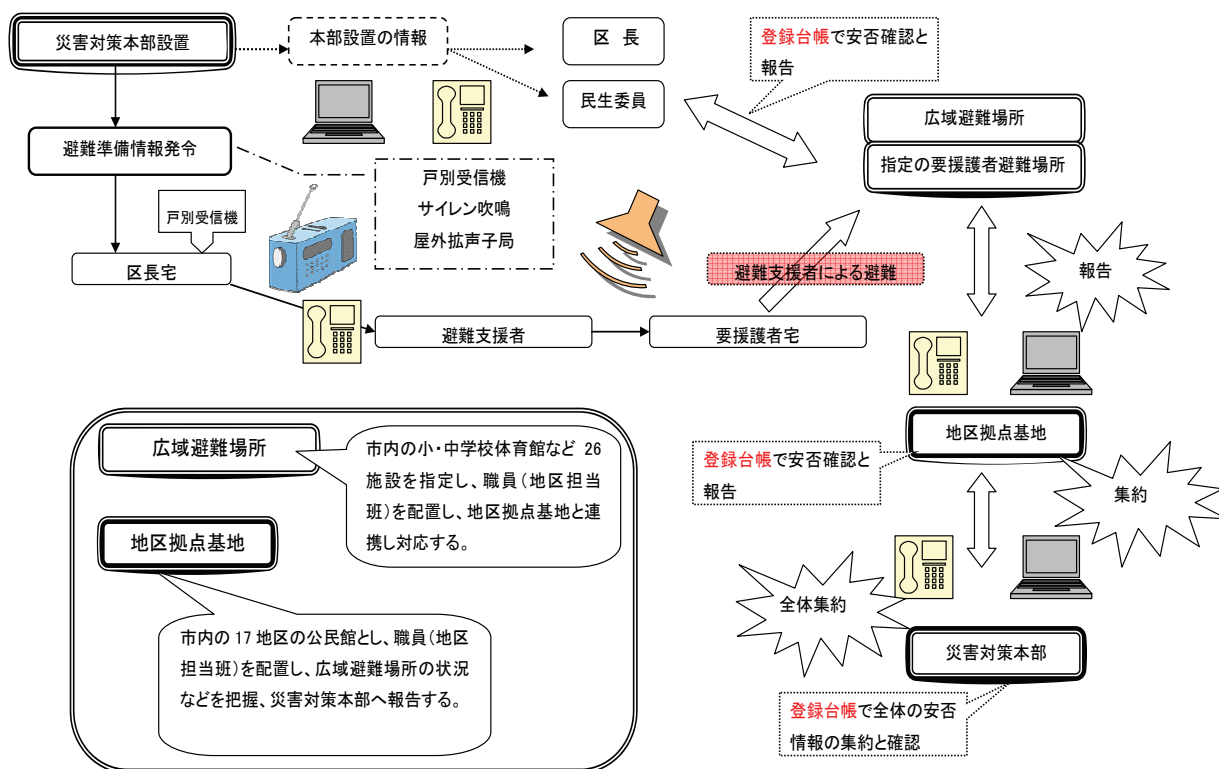 災害対策本部設置
本部設置の情報
区 長
民生委員
登録台帳で安否確認と
報告
広域避難場所
指定の要援護者避難場所
避難準備情報発令
戸別受信機
サイレン吹鳴
屋外拡声子局
戸別受信機
区長宅
避難支援者による避難
報告
避難支援者
要援護者宅
地区拠点基地
登録台帳で安否確認と
報告
集約
全体集約
災害対策本部
登録台帳で全体の安否
情報の集約と確認
広域避難場所
市内の小・中学校体育館など 26
施設を指定し、職員（地区担当
班）を配置し、地区拠点基地と連
携し対応する。
地区拠点基地
市内の 17 地区の公民館とし、職員（地区
担当班）を配置し、広域避難場所の状況
などを把握、災害対策本部へ報告する。